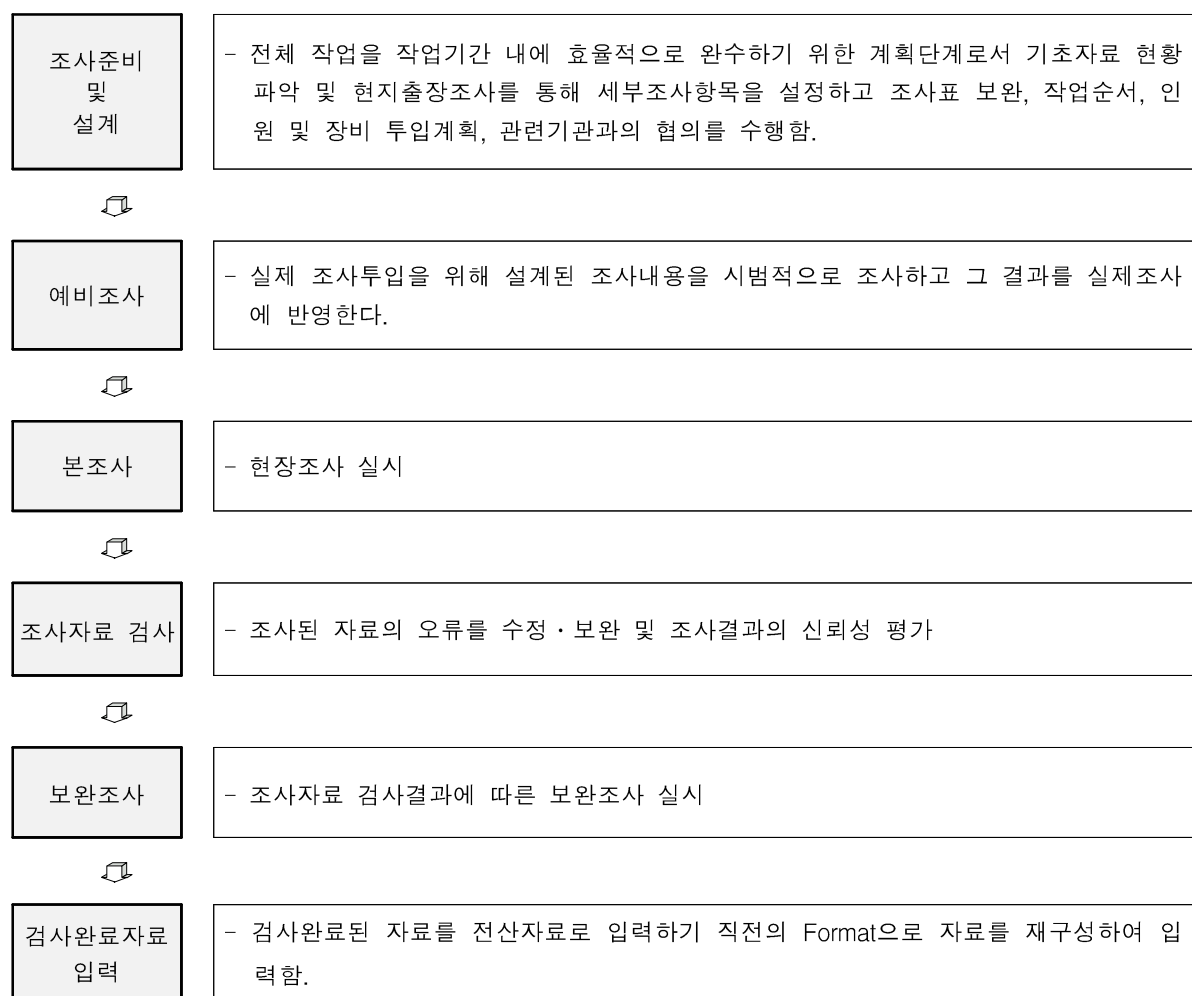 조사준비
및
설계
- 전체 작업을 작업기간 내에 효율적으로 완수하기 위한 계획단계로서 기초자료 현황
파악 및 현지출장조사를 통해 세부조사항목을 설정하고 조사표 보완, 작업순서, 인
원 및 장비 투입계획, 관련기관과의 협의를 수행함.
예비조사
- 실제 조사투입을 위해 설계된 조사내용을 시범적으로 조사하고 그 결과를 실제조사
에 반영한다.
본조사
- 현장조사 실시
조사자료 검사
- 조사된 자료의 오류를 수정·보완 및 조사결과의 신뢰성 평가
보완조사
- 조사자료 검사결과에 따른 보완조사 실시
검사완료자료
입력
- 검사완료된 자료를 전산자료로 입력하기 직전의 Format으로 자료를 재구성하여 입
력함.